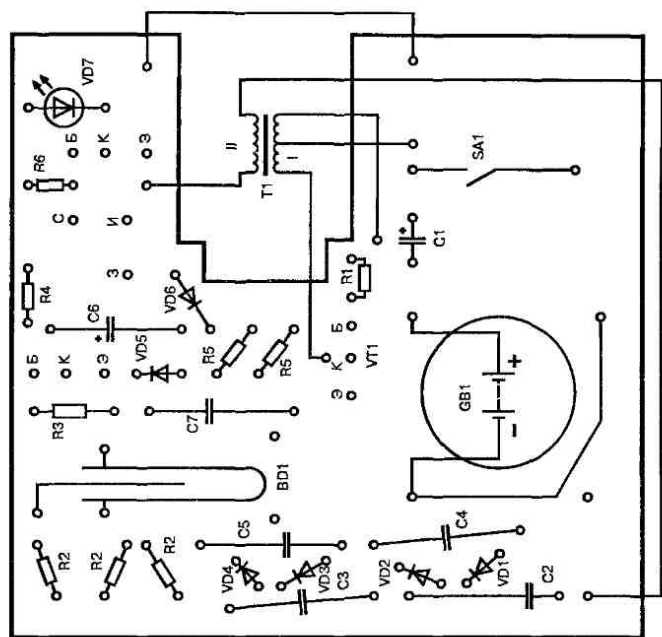 VD7
Б
К
Э
R6
С
И
З
II
I
T1
SA1
C1
R4
C6
+
VD6
R1
Б
К
Э
VD5
R5
R5
Б
К
Э
VT1
R3
C7
GB1
+
−
BD1
R2
R2
R2
C5
VD4
VD3
C3
C4
VD2
VD1
C2
+